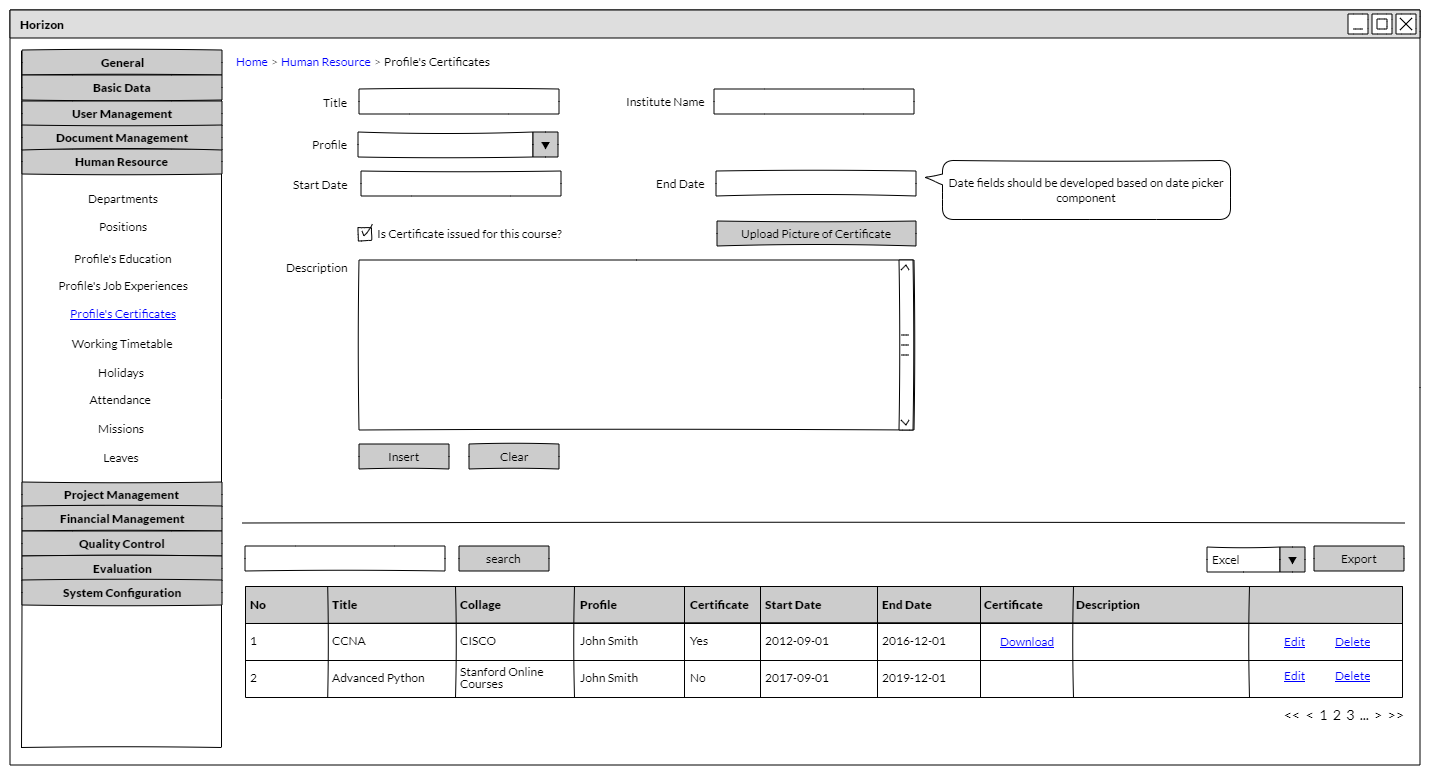 Horizon
General
Basic Data
User Management
Document Management
Human Resource
Departments
Positions
Profile's Education
Profile's Job Experiences
Profile's Certificates
Working Timetable
Holidays
Attendance
Missions
Leaves
Project Management
Financial Management
Quality Control
Evaluation
System Configuration
Home > Human Resource > Profile's Certificates
Title
Institute Name
Profile
Start Date
End Date
Date fields should be developed based on date picker
component
Is Certificate issued for this course?
Upload Picture of Certificate
Description
Insert
Clear
search
Excel
Export
No Title Collage Profile Certificate Start Date End Date Certificate Description
1 CCNA CISCO John Smith Yes 2012-09-01 2016-12-01 Download Edit Delete
2 Advanced Python Stanford Online
Courses John Smith No 2017-09-01 2019-12-01 Edit Delete
<< < 1 2 3 ... > >>